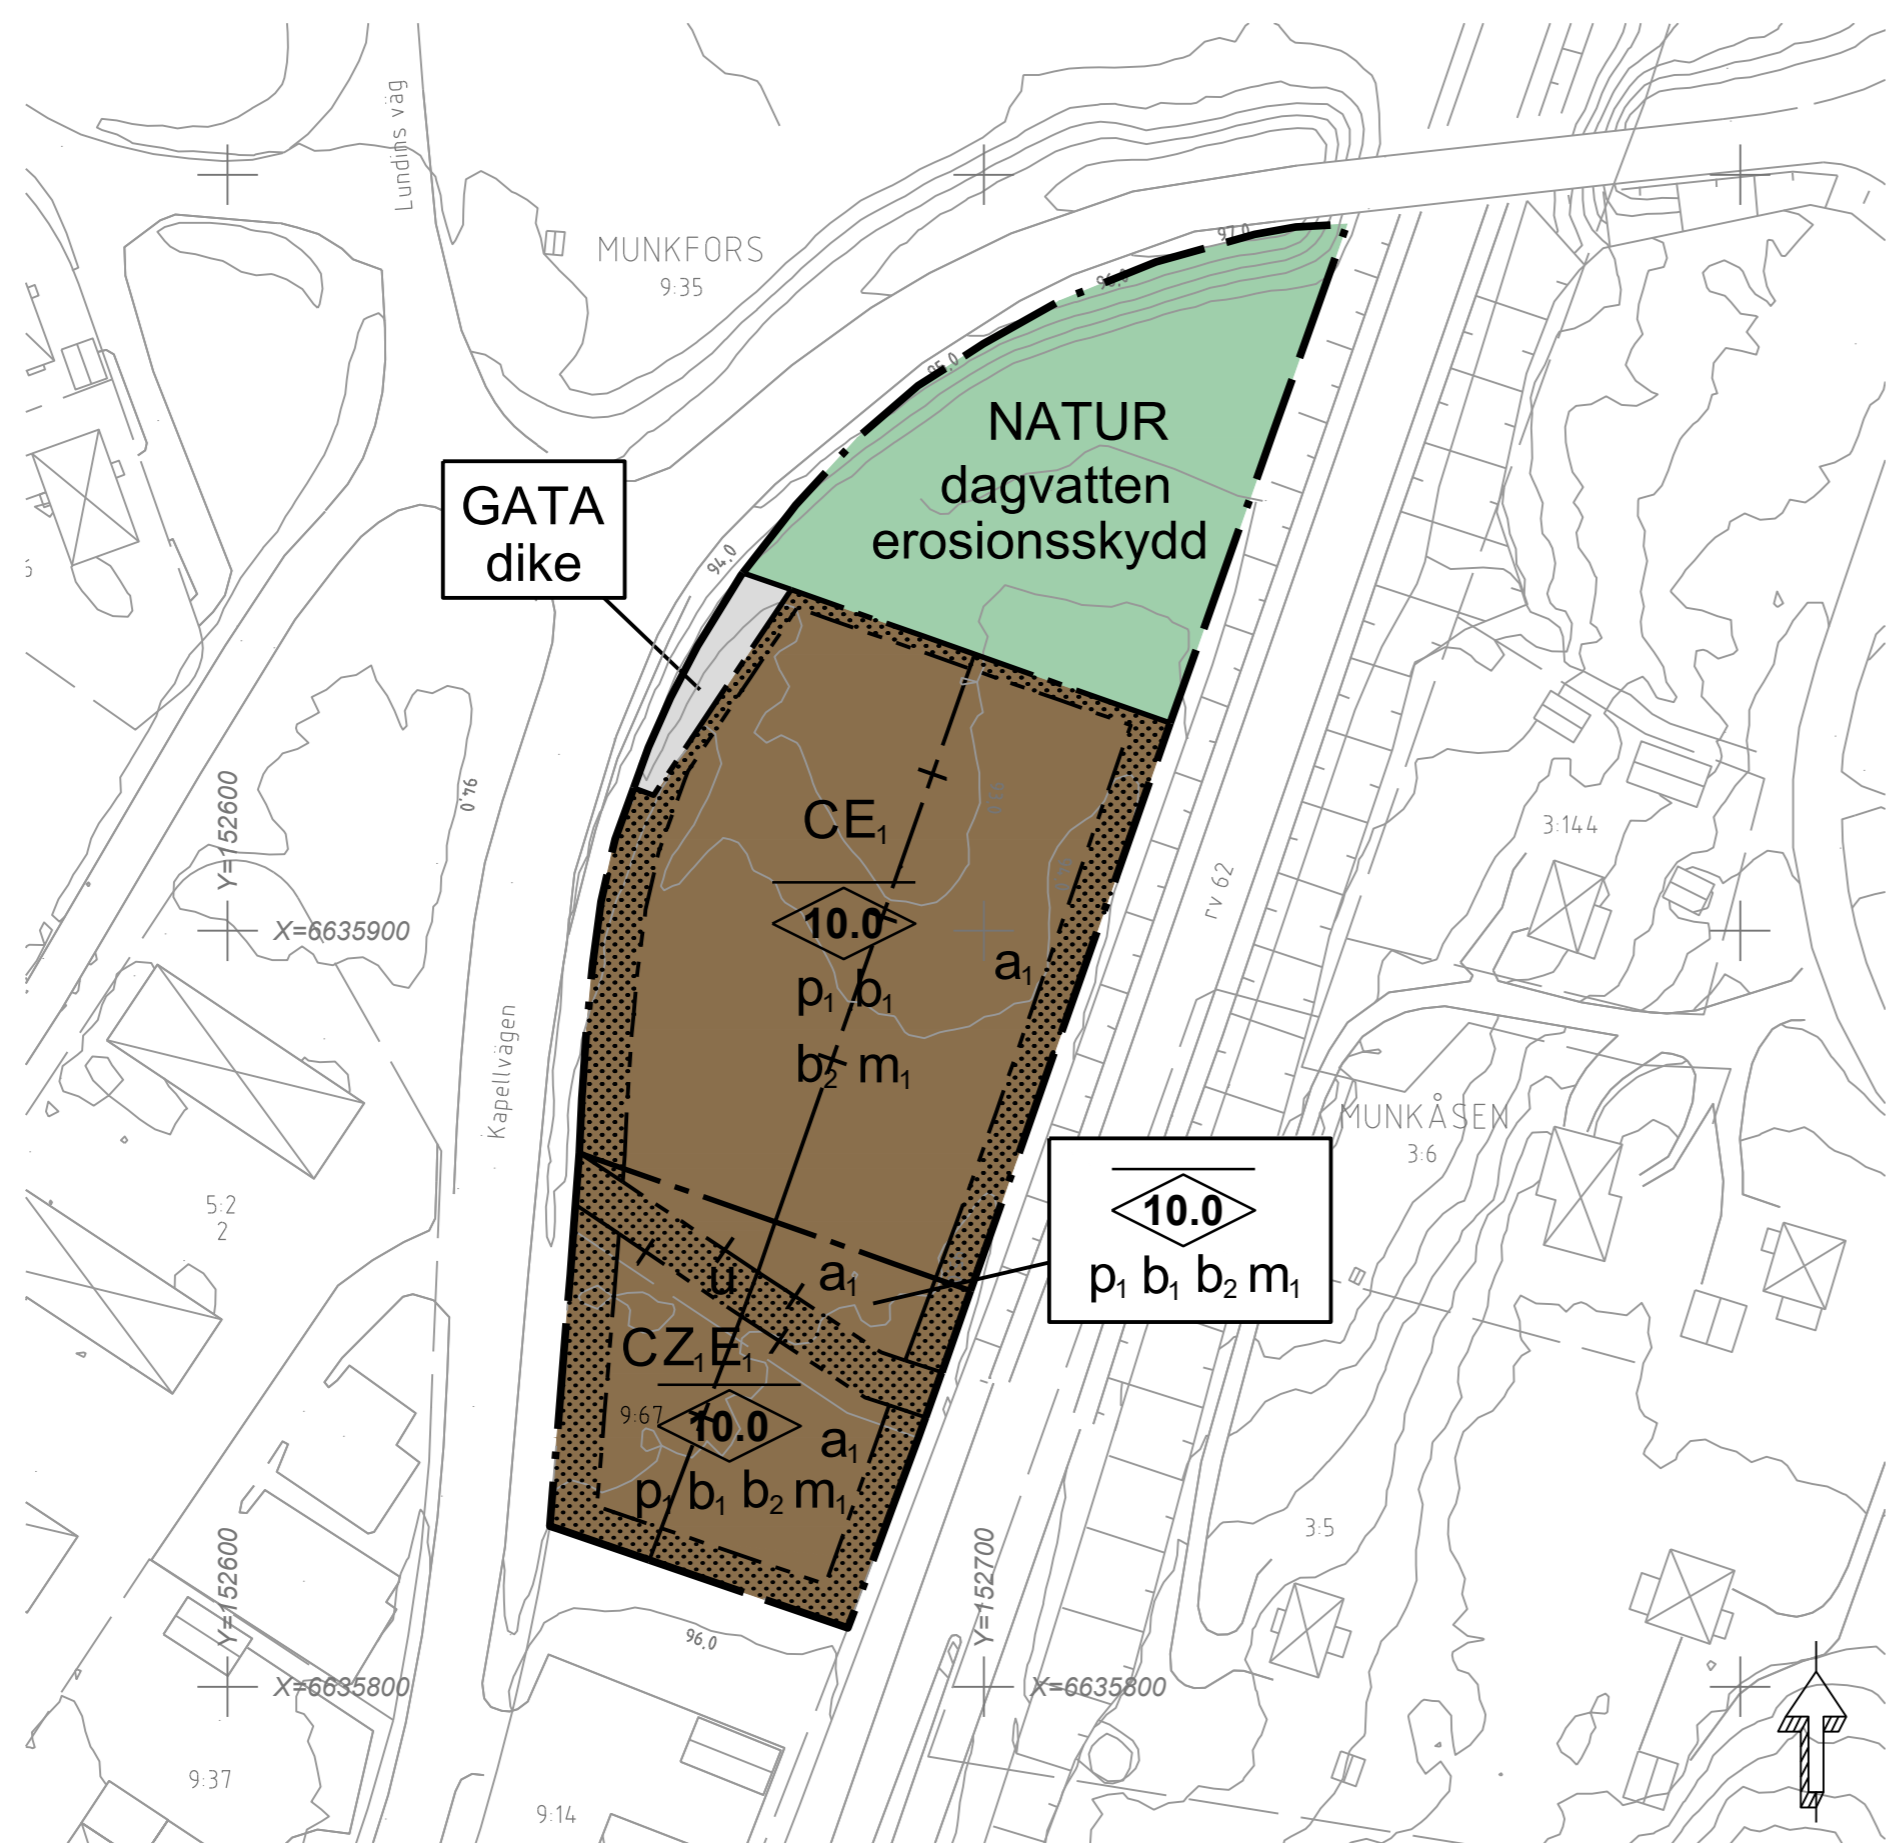 Lundins väg
MUNKFORS
9:35
97.0
95.0
NATUR
dagvatten
erosionsskydd
GATA
dike
94.0
94.0
Y=152600
X=6635900
CE₁
10.0
p₁ b₁
b₂ m₁
a₁
rv 62
3:144
Kapellvägen
MUNKÅSEN
3:6
5:2
2
10.0
p₁ b₁ b₂ m₁
u
a₁
CZ₁E₁
9:67
10.0
a₁
p₁ b₁ b₂ m₁
3:5
Y=152600
Y=152700
96.0
X=6635800
X=6635800
9:37
9:14